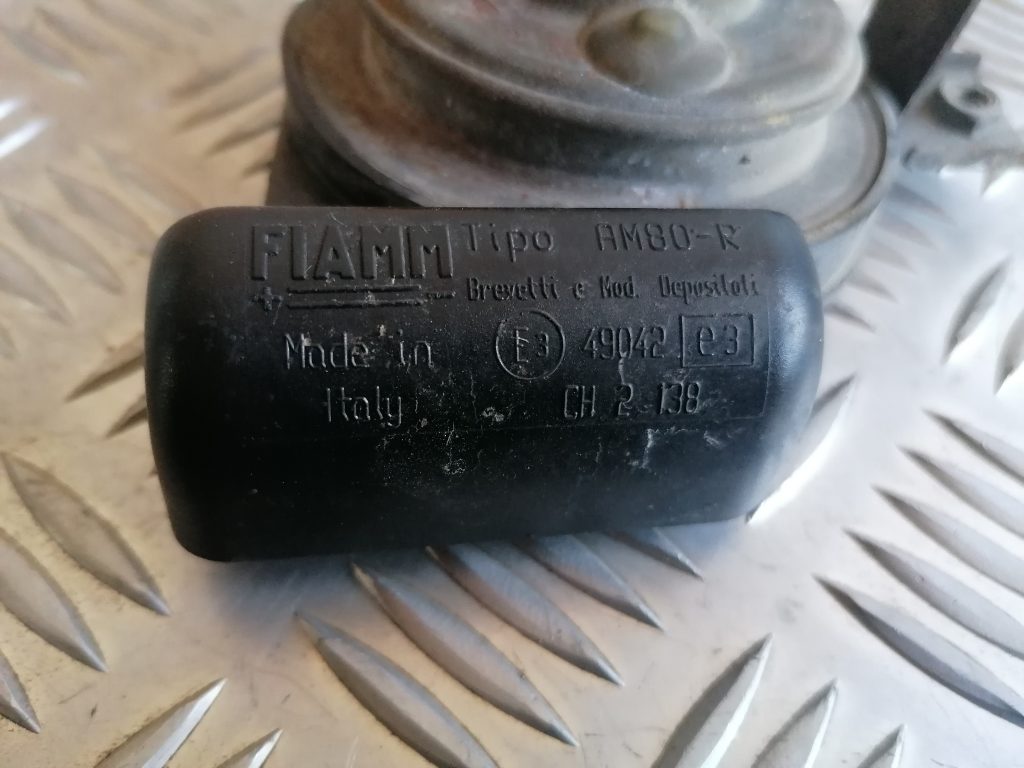 FIAMM Tipo AM80-R
Brevetti e Mod. Depositati
Made in E3 49042 e3
Italy CH 2 138